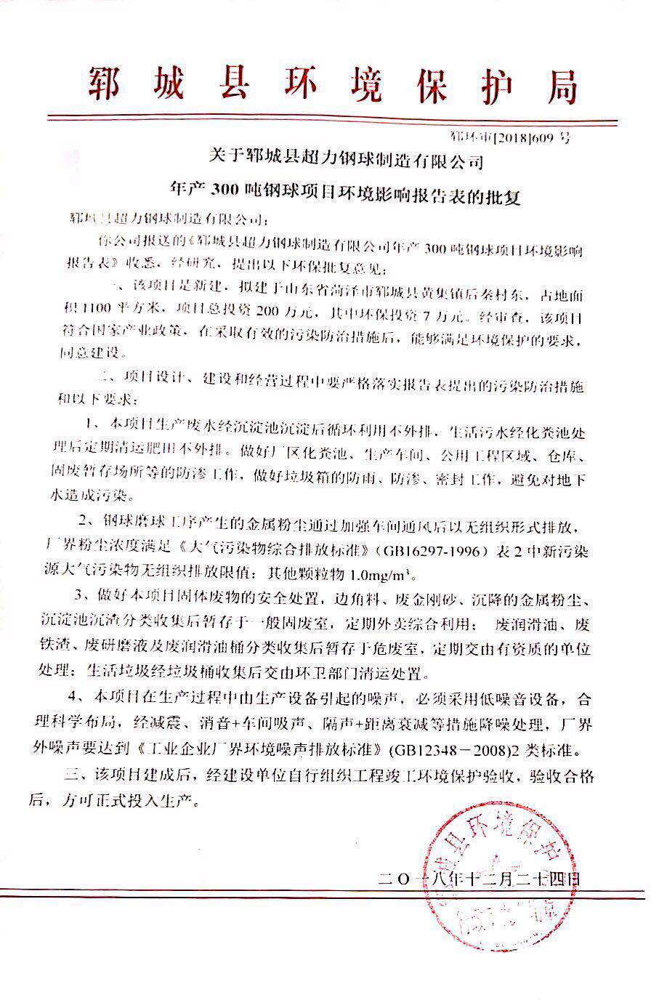 郓城县环境保护局
郓环审[2018]609号
关于郓城县超力钢球制造有限公司
年产300吨钢球项目环境影响报告表的批复
郓城县超力钢球制造有限公司：
你公司报送的《郓城县超力钢球制造有限公司年产300吨钢球项目环境影响
报告表》收悉，经研究，提出以下环保批复意见：
一、该项目是新建，拟建于山东省菏泽市郓城县黄集镇后秦村东，占地面
积1100平方米，项目总投资200万元，其中环保投资7万元。经审查，该项目
符合国家产业政策，在采取有效的污染防治措施后，能够满足环境保护的要求，
同意建设。
二、项目设计、建设和经营过程中要严格落实报告表提出的污染防治措施
和以下要求：
1、本项目生产废水经沉淀池沉淀后循环利用不外排，生活污水经化粪池处
理后定期清运肥田不外排。做好厂区化粪池、生产车间、公用工程区域、仓库、
固废暂存场所等的防渗工作，做好垃圾箱的防雨、防渗、密封工作，避免对地下
水造成污染。
2、钢球磨球工序产生的金属粉尘通过加强车间通风后以无组织形式排放，
厂界粉尘浓度满足《大气污染物综合排放标准》（GB16297-1996）表2中新污染
源大气污染物无组织排放限值：其他颗粒物1.0mg/m³。
3、做好本项目固体废物的安全处置，边角料、废金刚砂、沉降的金属粉尘、
沉淀池沉渣分类收集后暂存于一般固废室，定期外卖综合利用； 废润滑油、废
铁渣、废研磨液及废润滑油桶分类收集后暂存于危废室，定期交由有资质的单位
处理；生活垃圾经垃圾桶收集后交由环卫部门清运处置。
4、本项目在生产过程中由生产设备引起的噪声，必须采用低噪音设备，合
理科学布局，经减震、消音+车间吸声、隔声+距离衰减等措施降噪处理，厂界
外噪声要达到《工业企业厂界环境噪声排放标准》(GB12348－2008)2类标准。
三、该项目建成后，经建设单位自行组织工程竣工环境保护验收，验收合格
后，方可正式投入生产。
二〇一八年十二月二十四日
城县环境保护